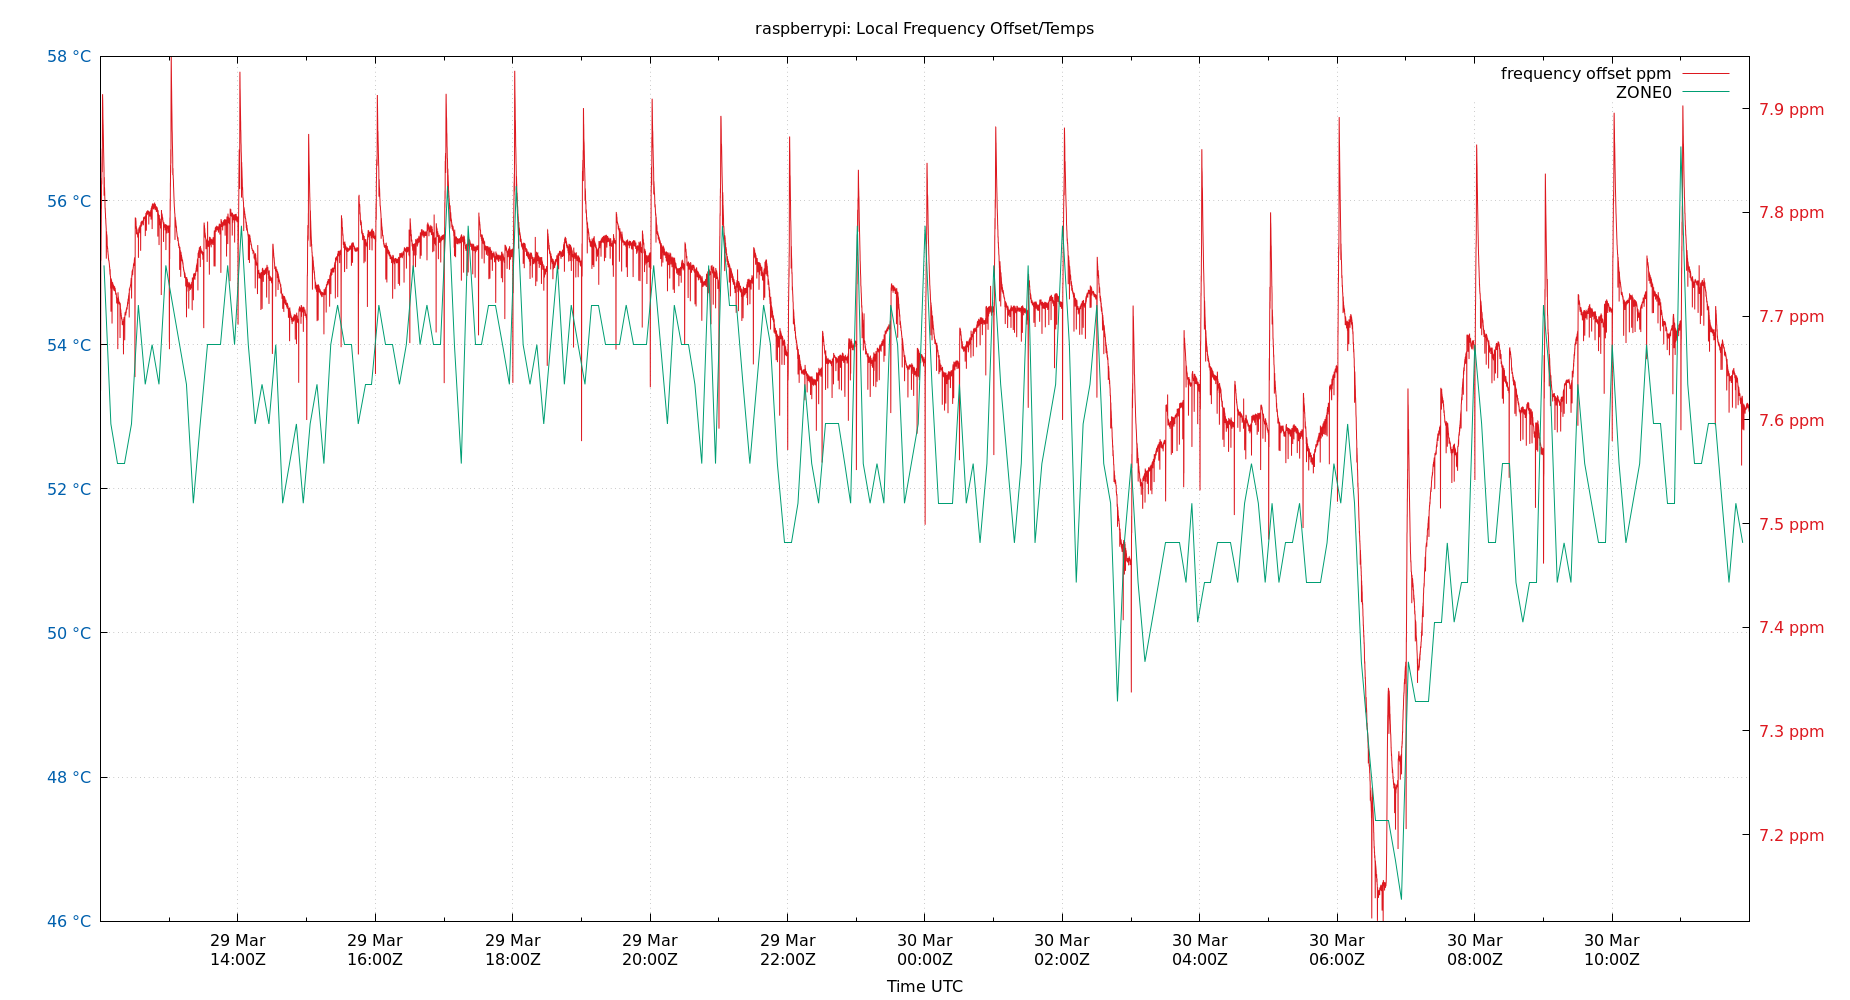 raspberrypi: Local Frequency Offset/Temps
58 °C
56 °C
54 °C
52 °C
50 °C
48 °C
46 °C
frequency offset ppm
ZONE0
7.9 ppm
7.8 ppm
7.7 ppm
7.6 ppm
7.5 ppm
7.4 ppm
7.3 ppm
7.2 ppm
29 Mar
14:00Z
29 Mar
16:00Z
29 Mar
18:00Z
29 Mar
20:00Z
29 Mar
22:00Z
30 Mar
00:00Z
30 Mar
02:00Z
30 Mar
04:00Z
30 Mar
06:00Z
30 Mar
08:00Z
30 Mar
10:00Z
Time UTC